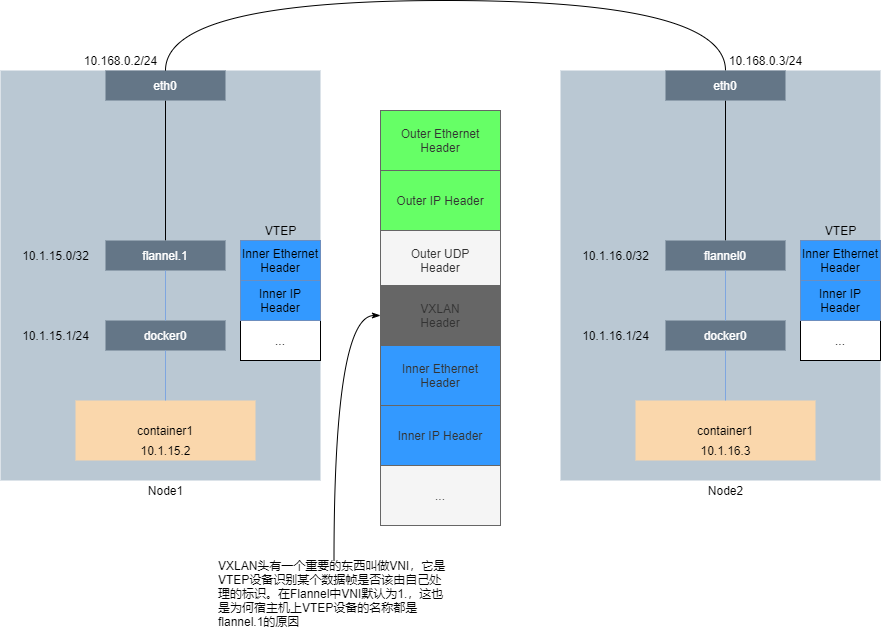 10.168.0.2/24
eth0
10.1.15.0/32
flannel.1
VTEP
Inner Ethernet
Header
Inner IP
Header
...
10.1.15.1/24
docker0
container1
10.1.15.2
Node1
Outer Ethernet
Header
Outer IP Header
Outer UDP
Header
VXLAN
Header
Inner Ethernet
Header
Inner IP Header
...
10.168.0.3/24
eth0
10.1.16.0/32
flannel0
VTEP
Inner Ethernet
Header
Inner IP
Header
...
10.1.16.1/24
docker0
container1
10.1.16.3
Node2
VXLAN头有一个重要的东西叫做VNI，它是
VTEP设备识别某个数据帧是否该由自己处
理的标识。在Flannel中VNI默认为1.，这也
是为何宿主机上VTEP设备的名称都是
flannel.1的原因